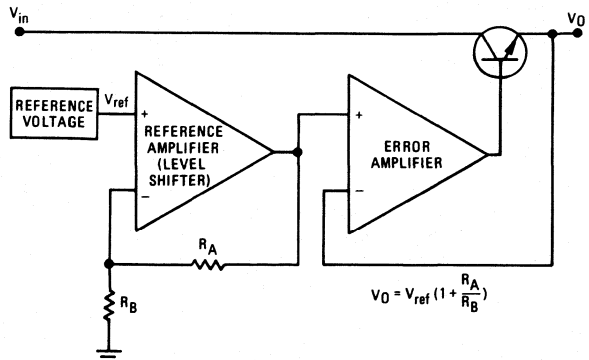 Vin
VO
REFERENCE
VOLTAGE
Vref
+
REFERENCE
AMPLIFIER
(LEVEL
SHIFTER)
−
+
ERROR
AMPLIFIER
−
RA
RB
VO = Vref (1 + RA/RB)